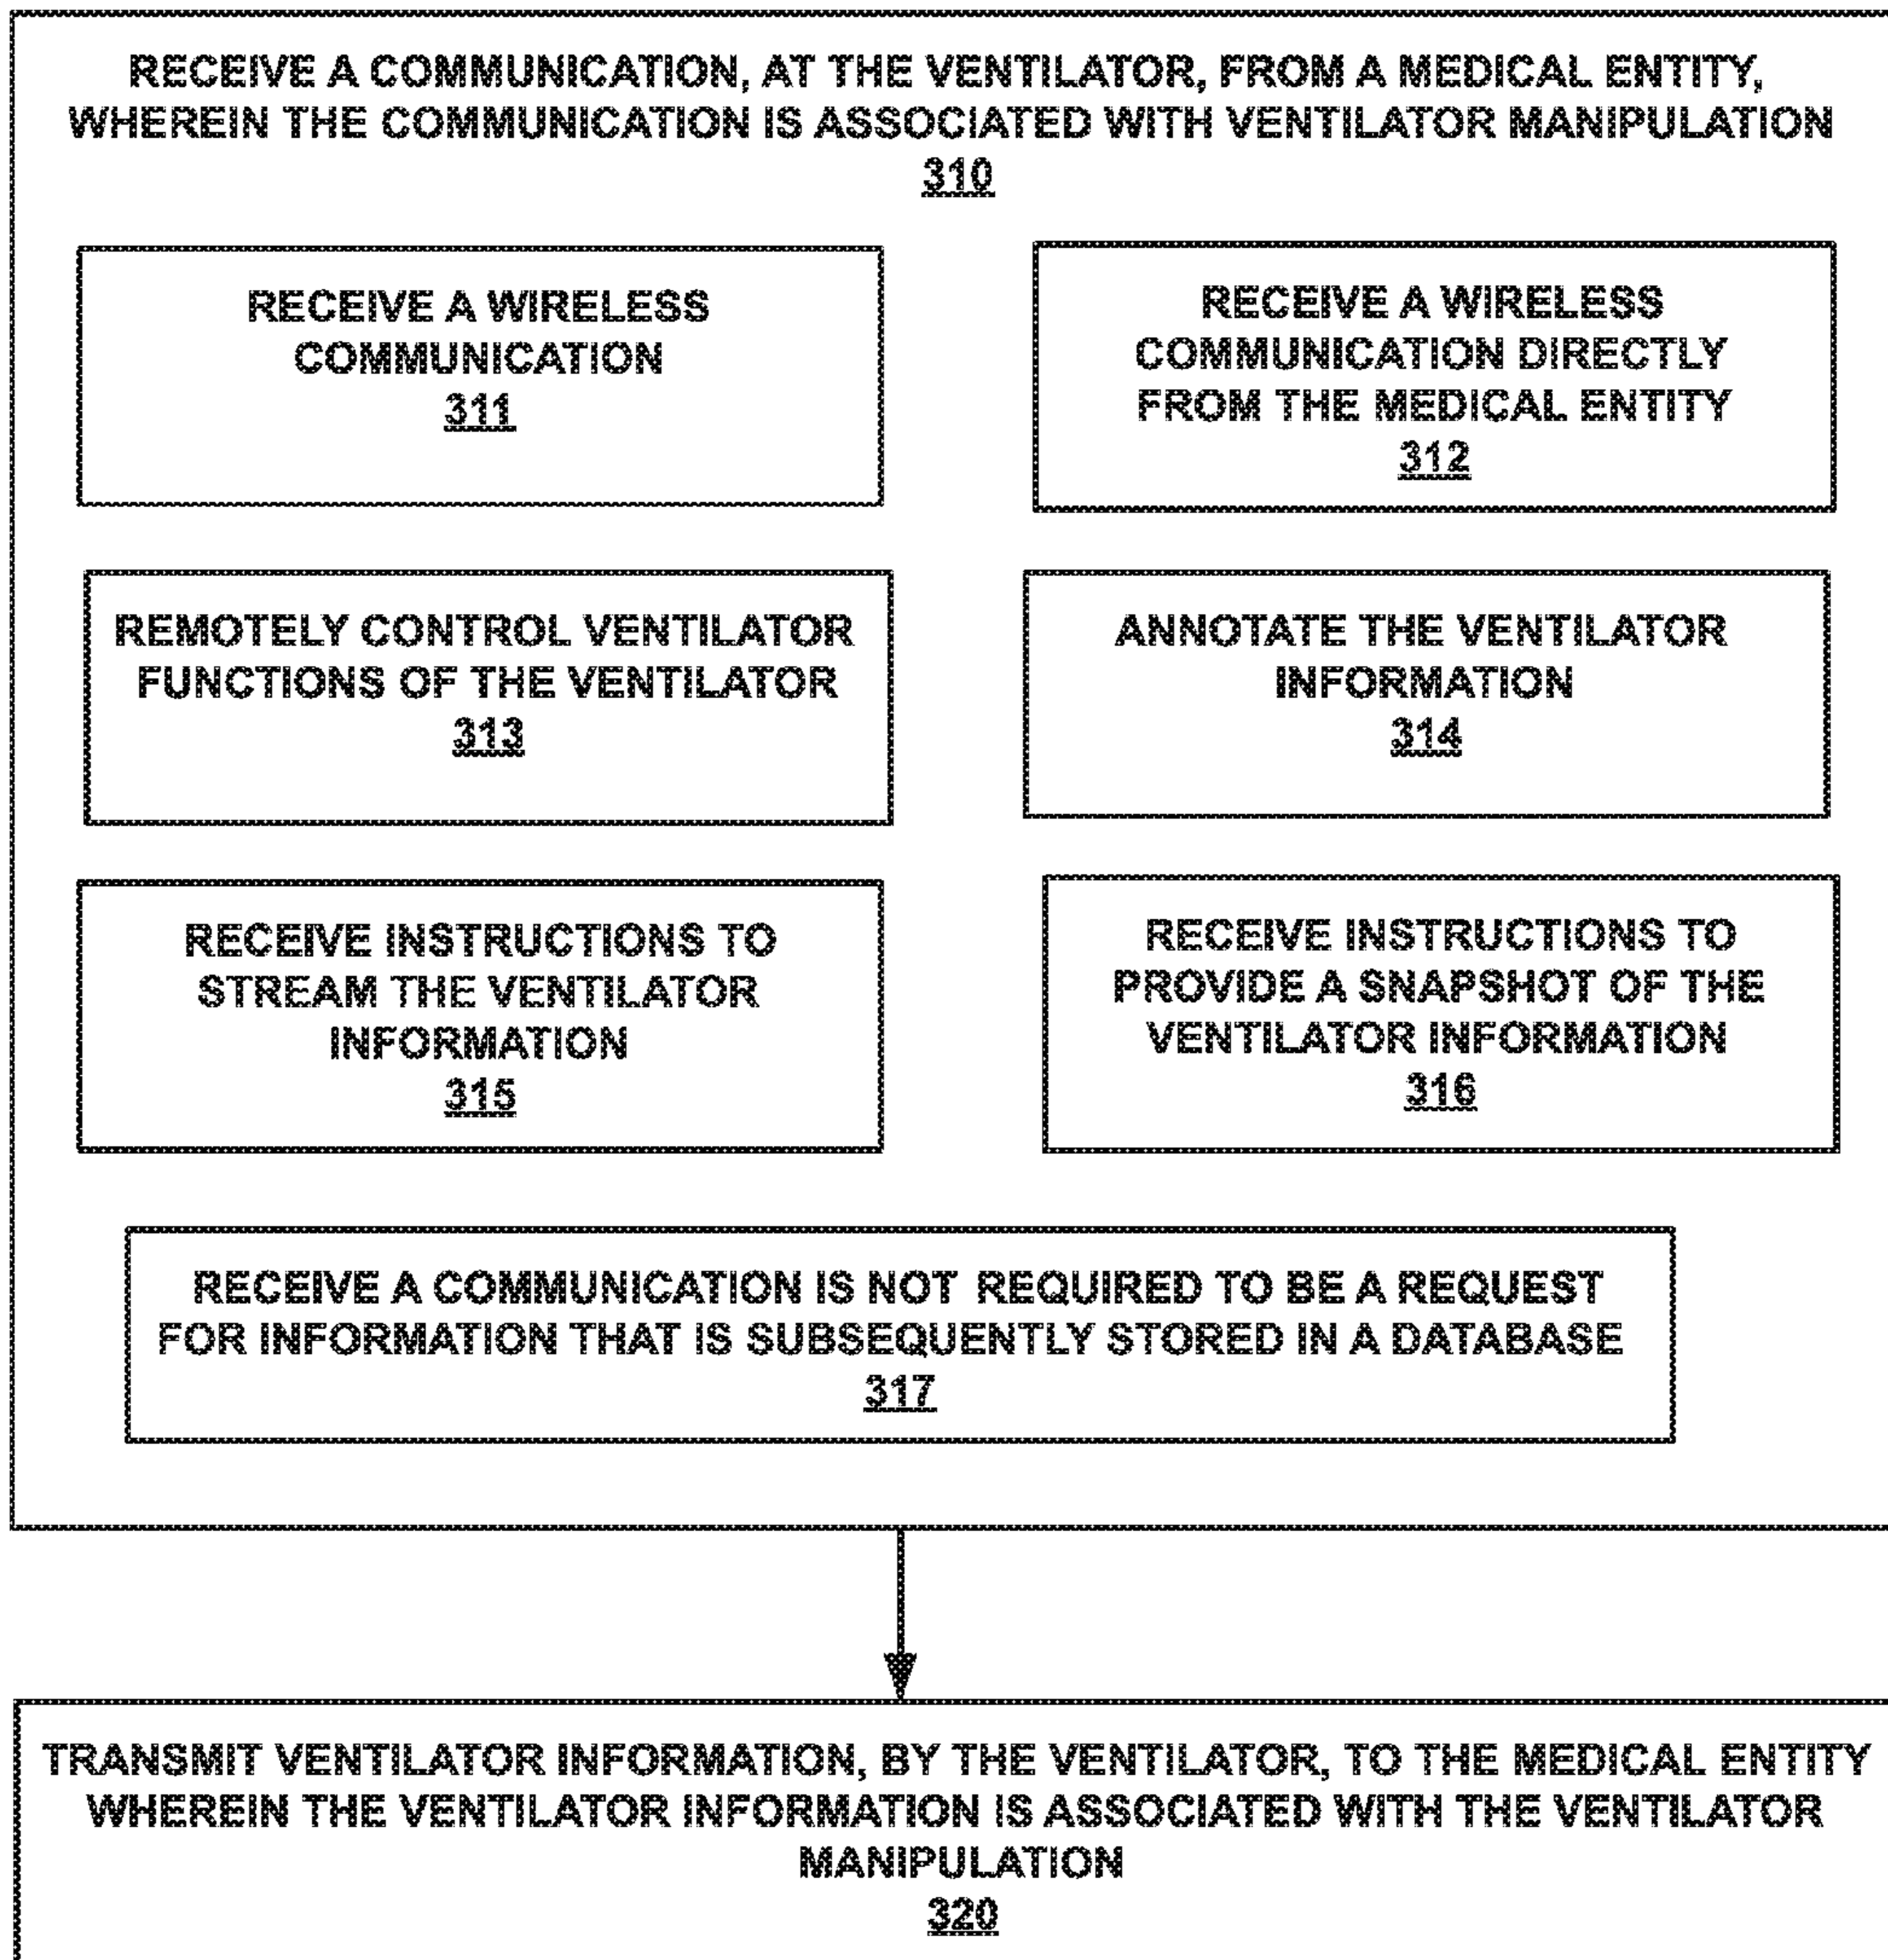 RECEIVE A COMMUNICATION, AT THE VENTILATOR, FROM A MEDICAL ENTITY,
WHEREIN THE COMMUNICATION IS ASSOCIATED WITH VENTILATOR MANIPULATION
310
RECEIVE A WIRELESS
COMMUNICATION
311
RECEIVE A WIRELESS
COMMUNICATION DIRECTLY
FROM THE MEDICAL ENTITY
312
REMOTELY CONTROL VENTILATOR
FUNCTIONS OF THE VENTILATOR
313
ANNOTATE THE VENTILATOR
INFORMATION
314
RECEIVE INSTRUCTIONS TO
STREAM THE VENTILATOR
INFORMATION
315
RECEIVE INSTRUCTIONS TO
PROVIDE A SNAPSHOT OF THE
VENTILATOR INFORMATION
316
RECEIVE A COMMUNICATION IS NOT REQUIRED TO BE A REQUEST
FOR INFORMATION THAT IS SUBSEQUENTLY STORED IN A DATABASE
317
TRANSMIT VENTILATOR INFORMATION, BY THE VENTILATOR, TO THE MEDICAL ENTITY
WHEREIN THE VENTILATOR INFORMATION IS ASSOCIATED WITH THE VENTILATOR
MANIPULATION
320